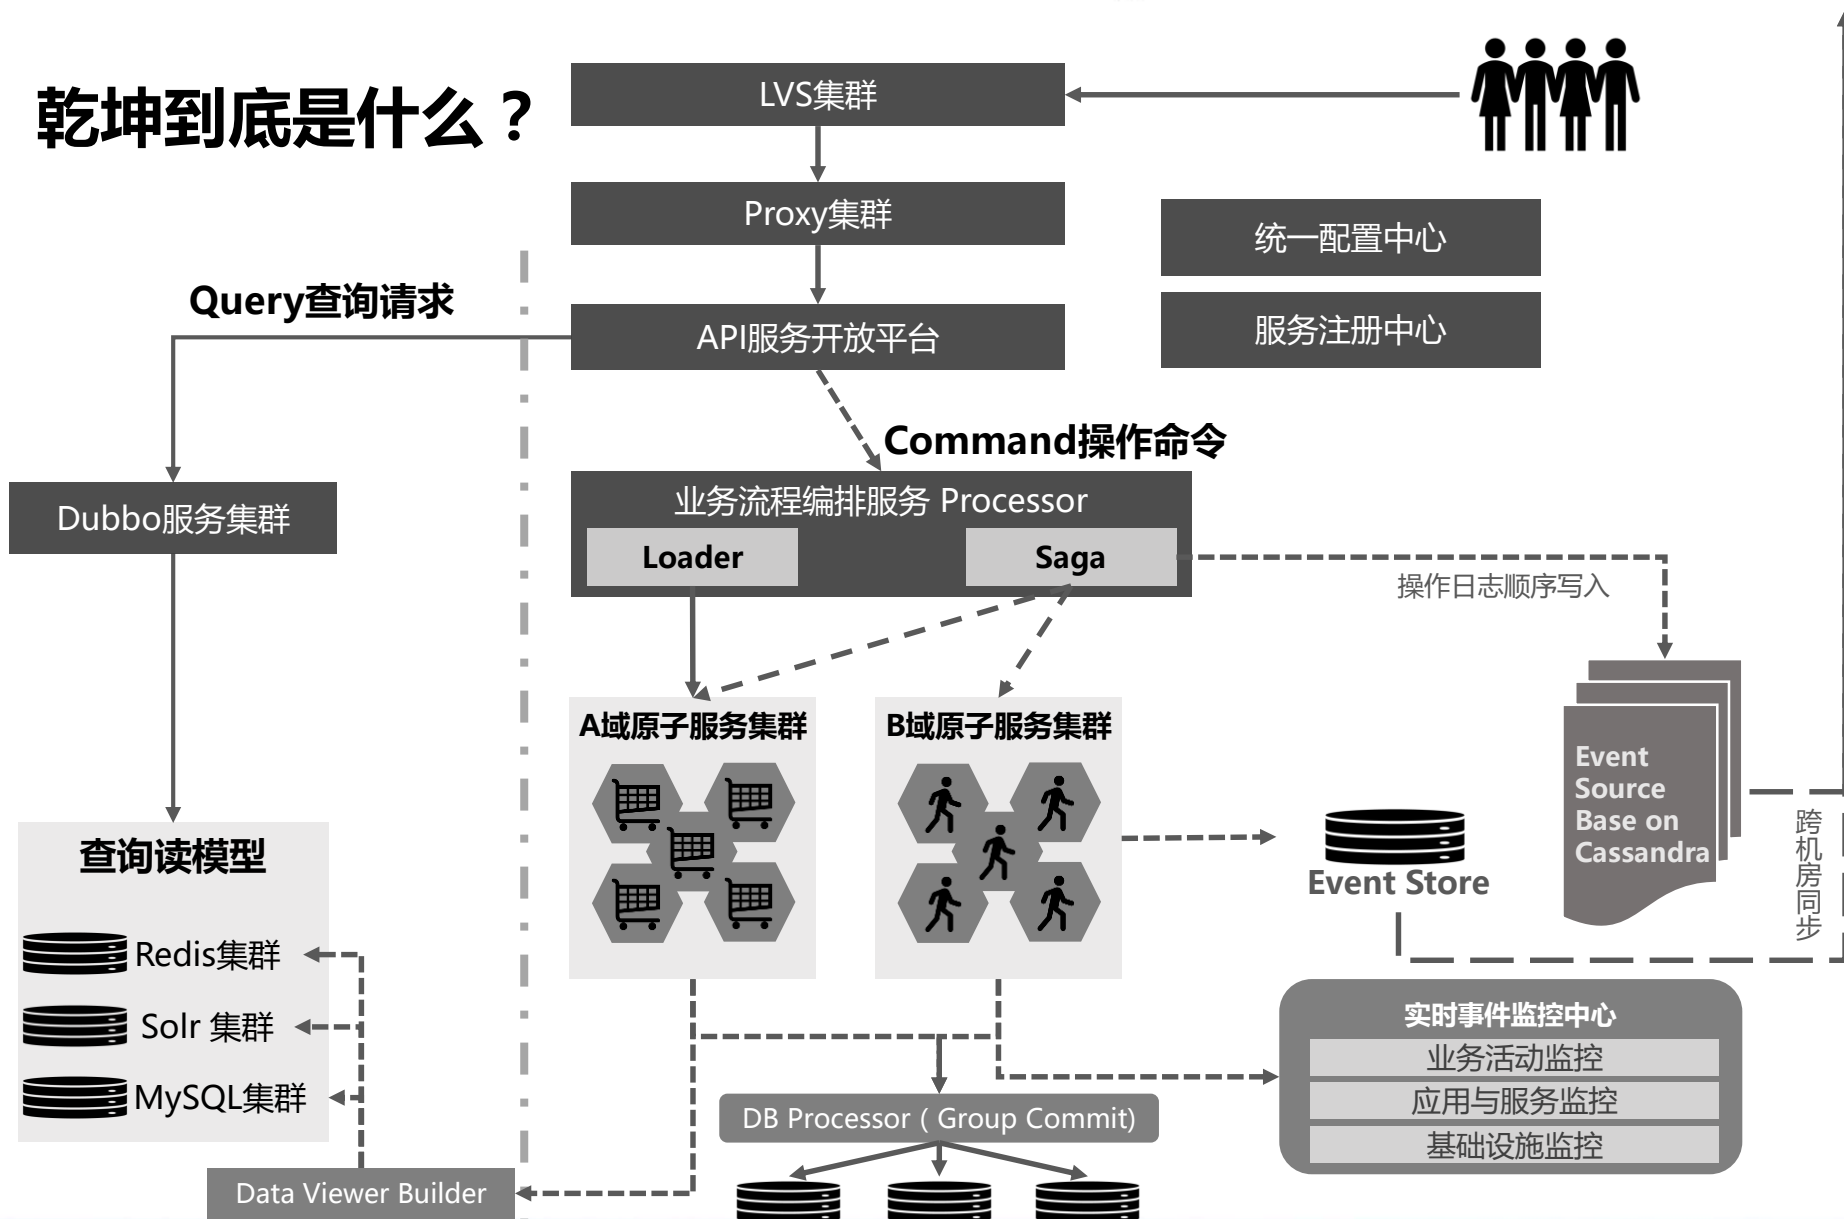 乾坤到底是什么？
LVS集群
Proxy集群
统一配置中心
Query查询请求
API服务开放平台
服务注册中心
Command操作命令
Dubbo服务集群
业务流程编排服务 Processor
Loader
Saga
操作日志顺序写入
A域原子服务集群
B域原子服务集群
Event
Source
Base on
Cassandra
跨机房同步
Event Store
查询读模型
Redis集群
Solr 集群
MySQL集群
实时事件监控中心
业务活动监控
应用与服务监控
基础设施监控
DB Processor ( Group Commit)
Data Viewer Builder